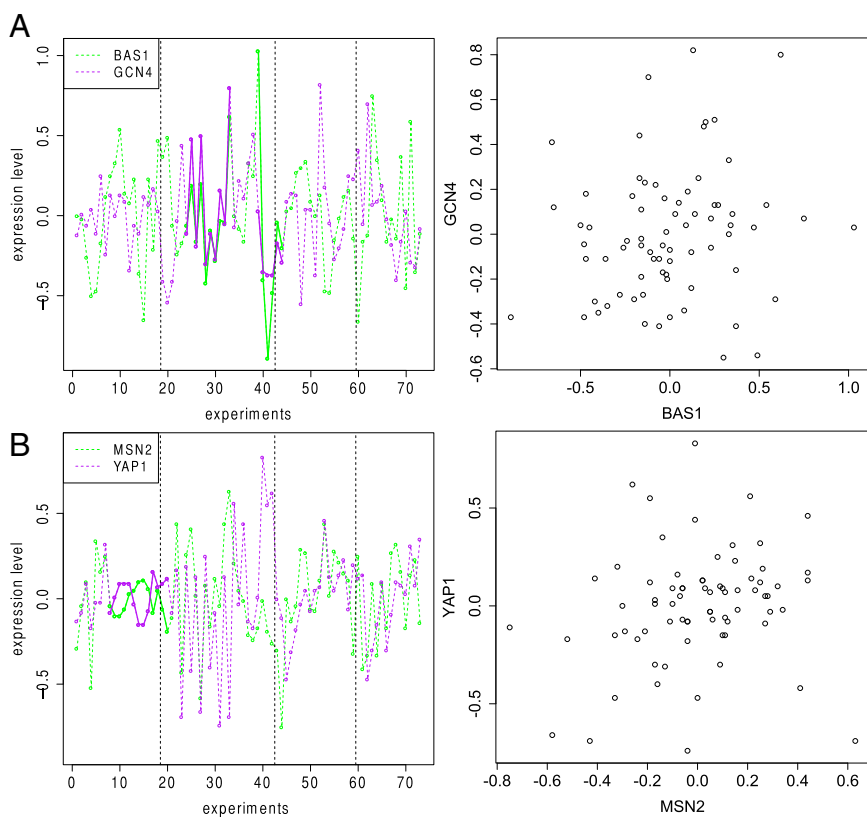 A
BAS1
GCN4
expression level
1.0
0.5
0.0
−0.5
0 10 20 30 40 50 60 70
experiments
GCN4
0.8
0.6
0.4
0.2
0.0
-0.2
-0.4
-0.6
-0.5 0.0 0.5 1.0
BAS1
B
MSN2
YAP1
expression level
0.5
0.0
−0.5
0 10 20 30 40 50 60 70
experiments
YAP1
0.5
0.0
-0.5
-0.8 -0.6 -0.4 -0.2 0.0 0.2 0.4 0.6
MSN2